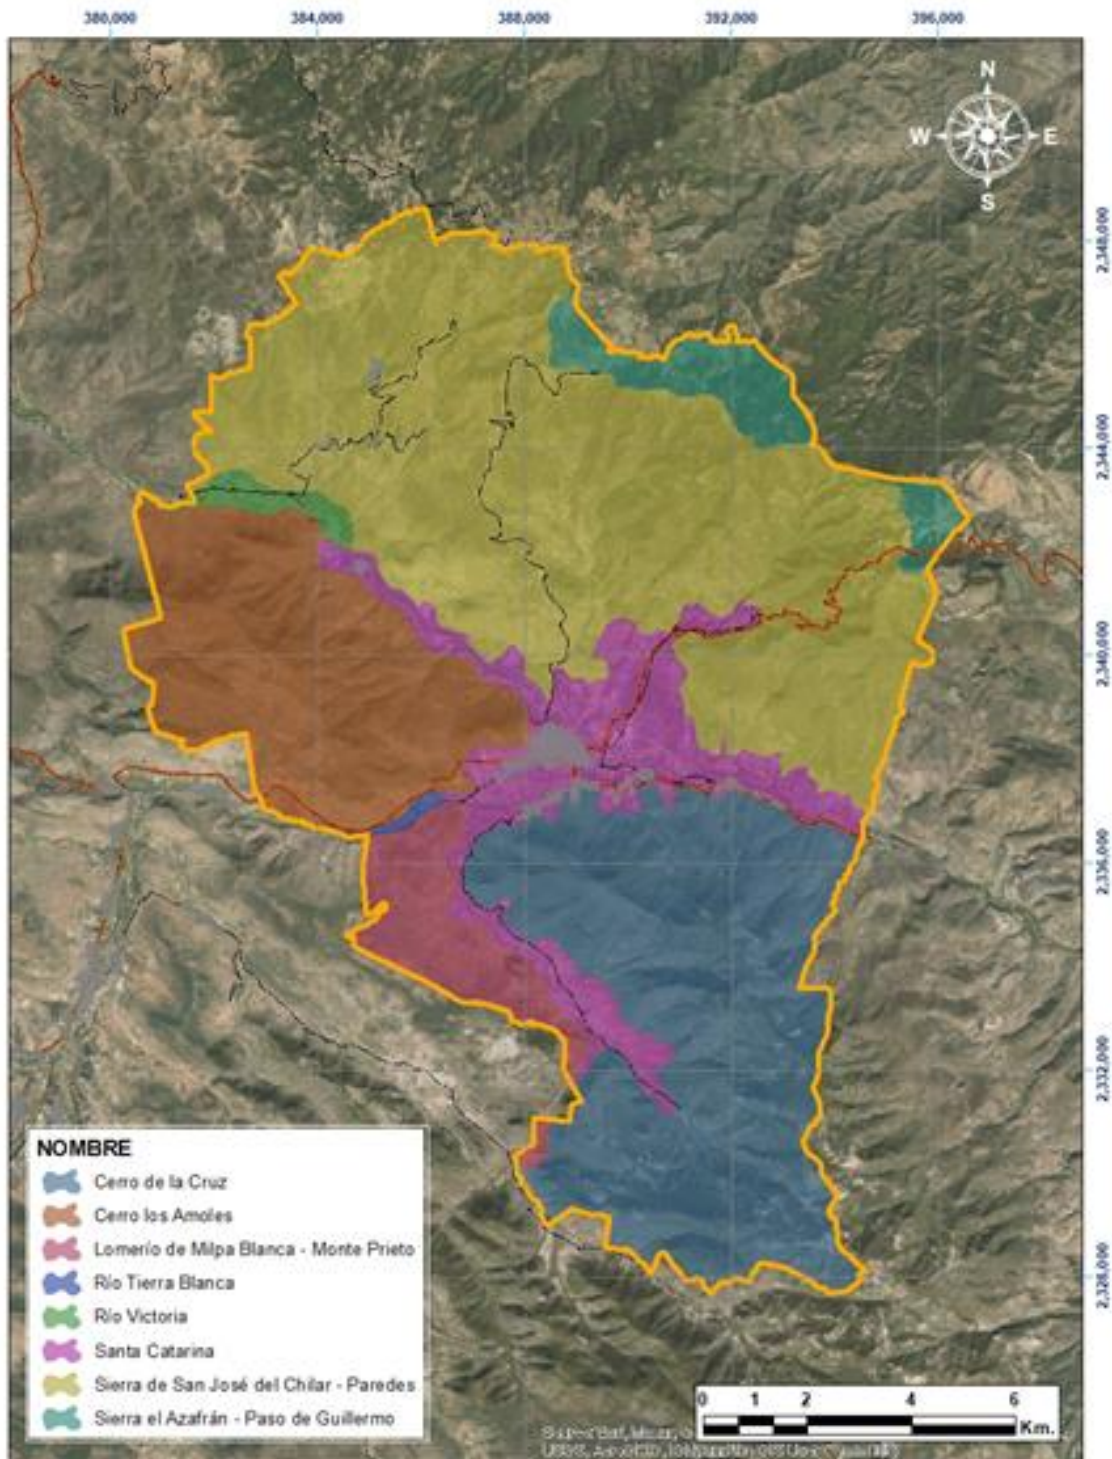 380,000 384,000 388,000 392,000 396,000
N
W E
S
2,348,000
2,344,000
2,340,000
2,336,000
2,332,000
2,328,000
NOMBRE
Cerro de la Cruz
Cerro los Amoles
Lomerío de Milpa Blanca - Monte Prieto
Río Tierra Blanca
Río Victoria
Santa Catarina
Sierra de San José del Chilar - Paredes
Sierra el Azafrán - Paso de Guillermo
0 1 2 4 6
Km.